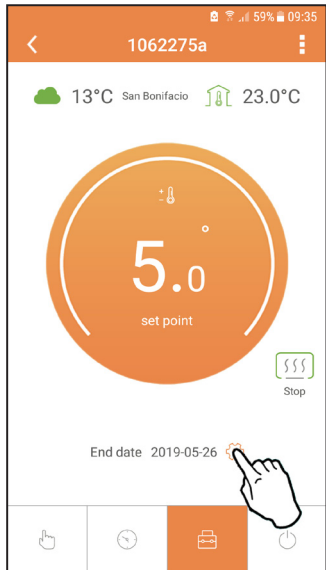 59% 09:35
1062275a
13°C San Bonifacio 23.0°C
5.0°
set point
Stop
End date 2019-05-26